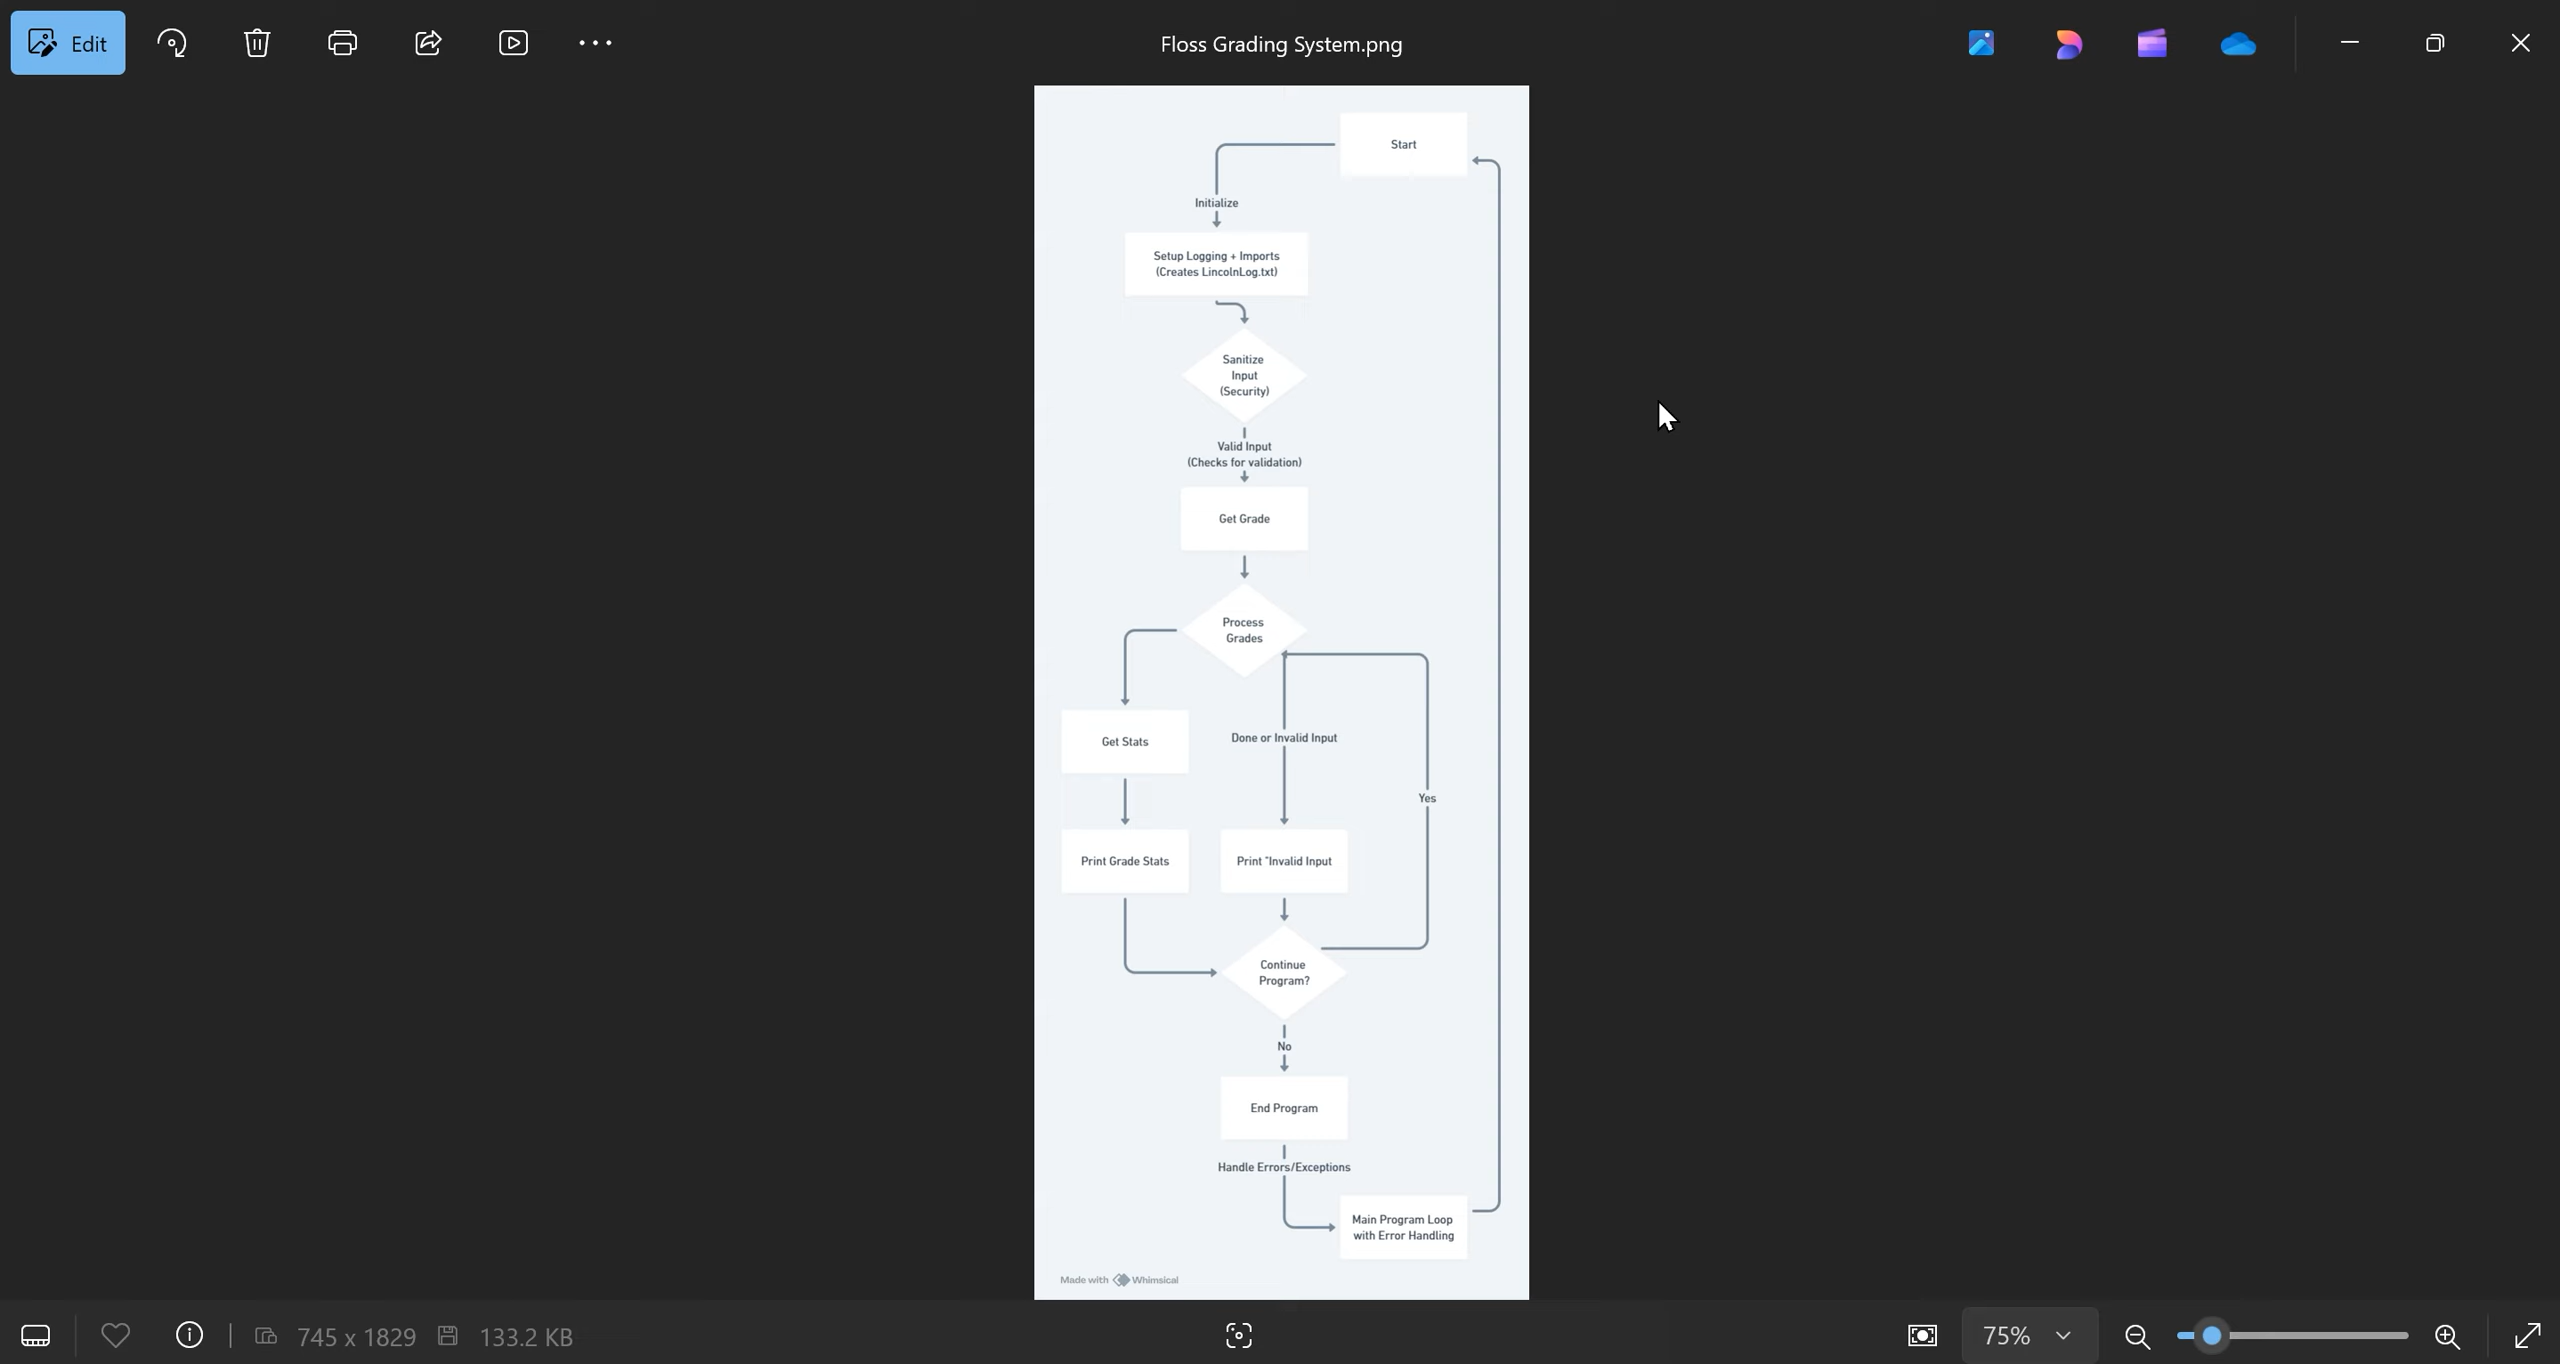 Edit
Floss Grading System.png
Start
Initialize
Setup Logging + Imports
(Creates LincolnLog.txt)
Sanitize
Input
(Security)
Valid Input
(Checks for validation)
Get Grade
Process
Grades
Get Stats
Done or Invalid Input
Yes
Print Grade Stats
Print "Invalid Input
Continue
Program?
No
End Program
Handle Errors/Exceptions
Main Program Loop
with Error Handling
Made with Whimsical
745 x 1829
133.2 KB
75%